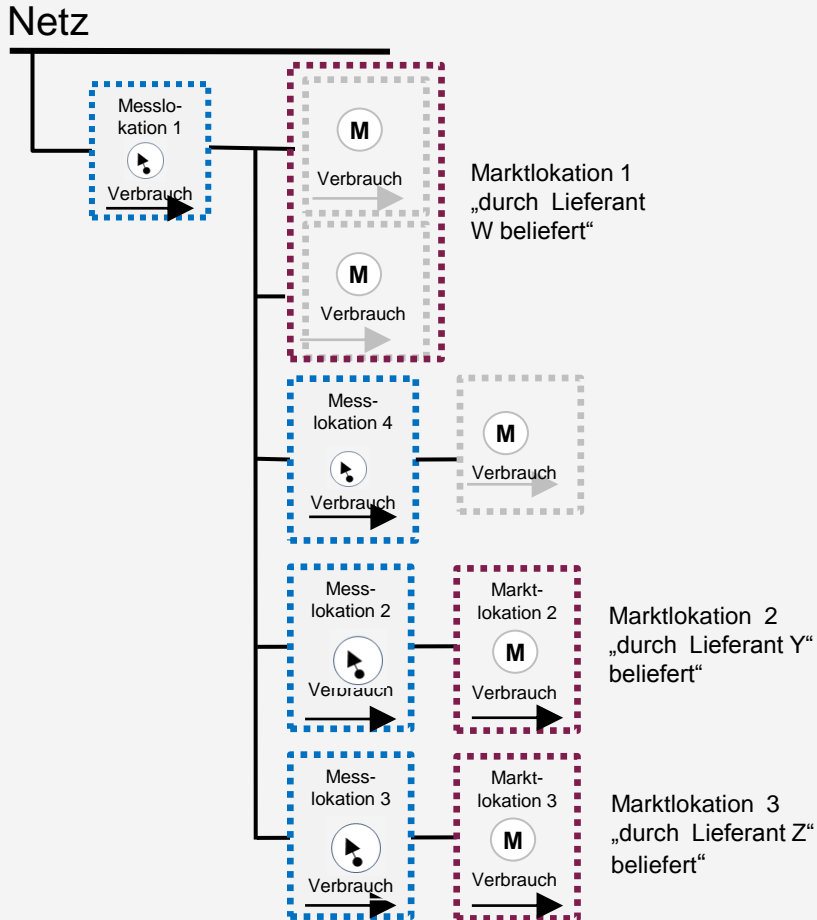 Netz
Messlo-
kation 1
Verbrauch
M
Verbrauch
M
Verbrauch
Marktlokation 1
„durch Lieferant
W beliefert“
Mess-
lokation 4
Verbrauch
M
Verbrauch
Mess-
lokation 2
Verbrauch
Markt-
lokation 2
M
Verbrauch
Marktlokation 2
„durch Lieferant Y“
beliefert“
Mess-
lokation 3
Verbrauch
Markt-
lokation 3
M
Verbrauch
Marktlokation 3
„durch Lieferant Z“
beliefert“